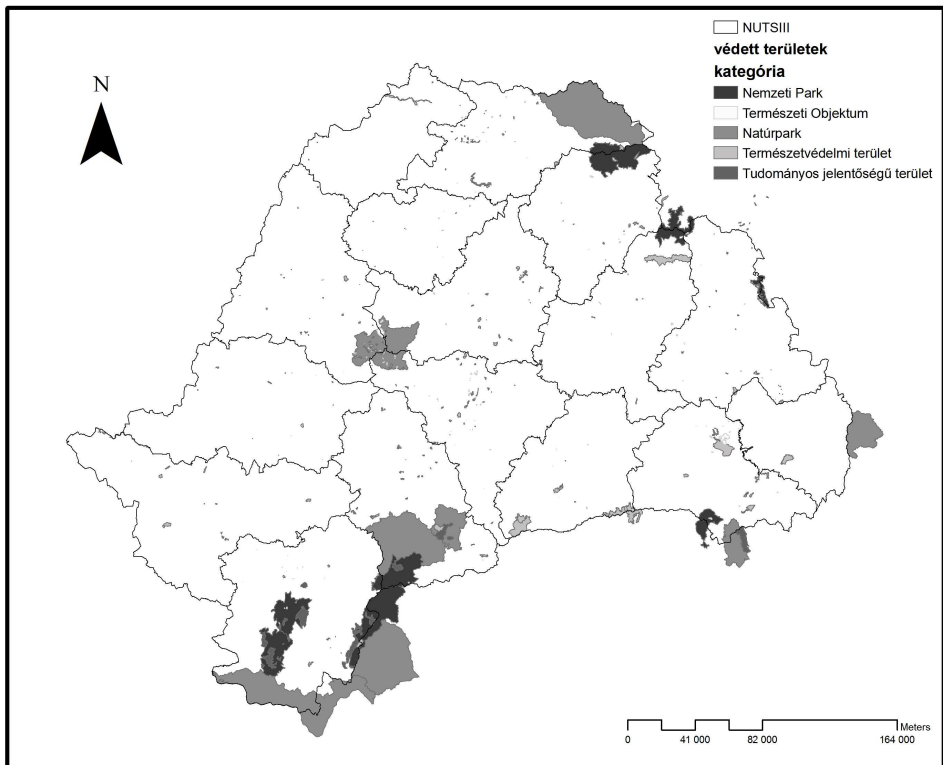 N
NUTSIII
védett területek
kategória
Nemzeti Park
Természeti Objektum
Natúrpark
Természetvédelmi terület
Tudományos jelentőségű terület
Meters
0 41 000 82 000 164 000